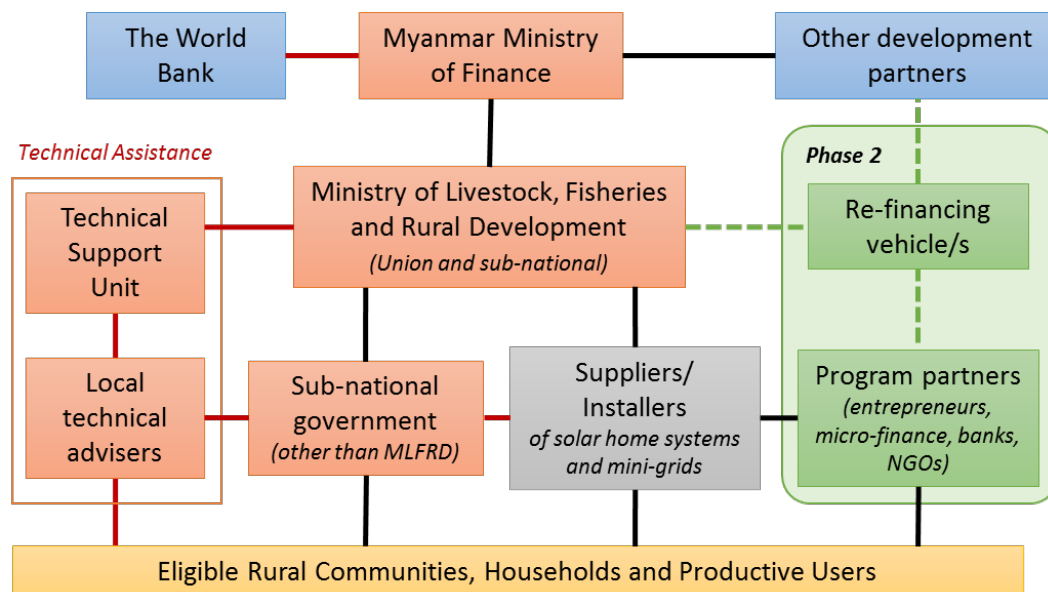 The World
Bank
Myanmar Ministry
of Finance
Other development
partners
Technical Assistance
Phase 2
Ministry of Livestock, Fisheries
and Rural Development
(Union and sub-national)
Technical
Support
Unit
Re-financing
vehicle/s
Local
technical
advisers
Sub-national
government
(other than MLFRD)
Suppliers/
Installers
of solar home systems
and mini-grids
Program partners
(entrepreneurs,
micro-finance, banks,
NGOs)
Eligible Rural Communities, Households and Productive Users